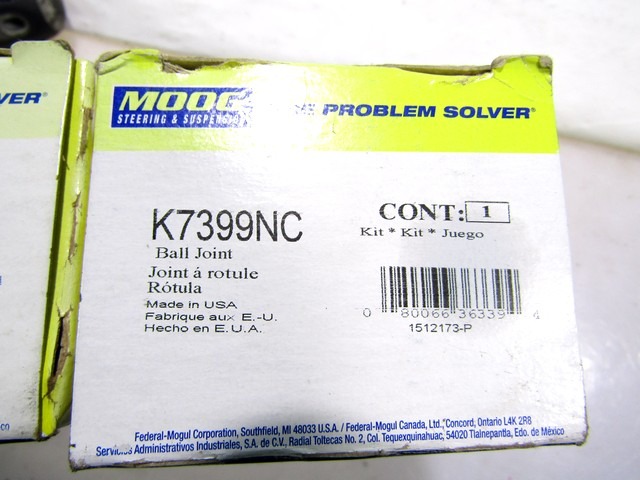 VER®
MOOG
STEERING & SUSPENSION
PROBLEM SOLVER®
K7399NC
CONT: 1
Kit * Kit * Juego
Ball Joint
Joint á rotule
Rótula
Made in USA
Fabrique aux E.-U.
Hecho en E.U.A.
0 80066 36339 4
1512173-P
Federal-Mogul Corporation, Southfield, MI 48033 U.S.A. / Federal-Mogul Canada, Ltd., Concord, Ontario L4K 2R8
Servicios Administrativos Industriales, S.A. de C.V., Radial Toltecas No. 2, Col. Tequexquinahuac, 54020 Tlalnepantla, Edo. de México